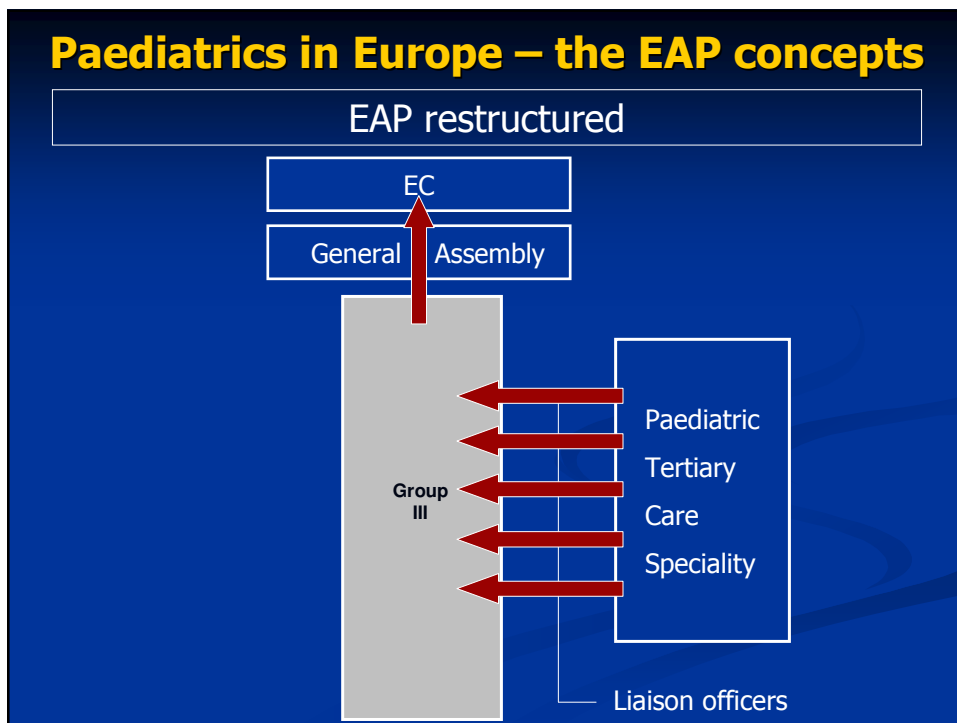 Paediatrics in Europe – the EAP concepts
EAP restructured
EC
General Assembly
Group
III
Paediatric
Tertiary
Care
Speciality
Liaison officers